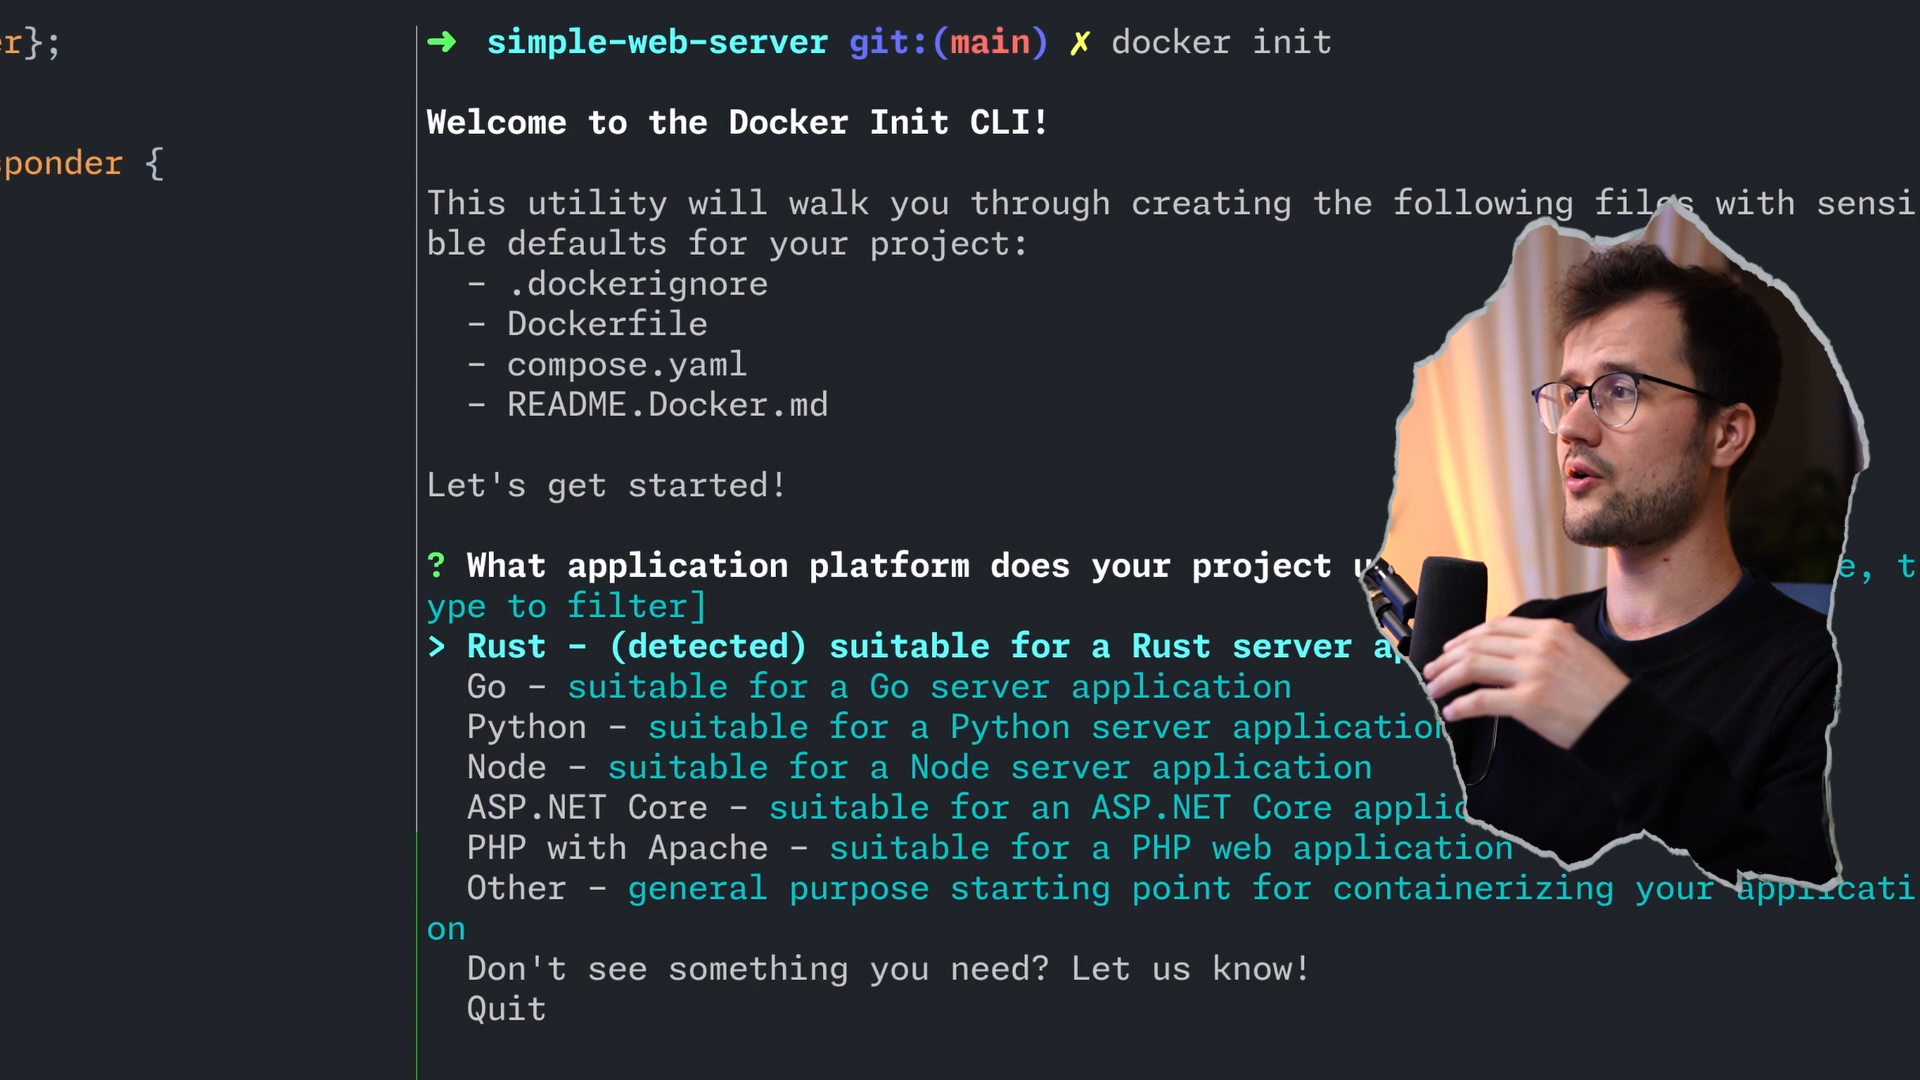 er};
ponder {
➜ simple-web-server git:(main) ✗ docker init
Welcome to the Docker Init CLI!
This utility will walk you through creating the following files with sensi
ble defaults for your project:
- .dockerignore
- Dockerfile
- compose.yaml
- README.Docker.md
Let's get started!
? What application platform does your project e, t
ype to filter]
> Rust - (detected) suitable for a Rust server
Go - suitable for a Go server application
Python - suitable for a Python server application
Node - suitable for a Node server application
ASP.NET Core - suitable for an ASP.NET Core applic
PHP with Apache - suitable for a PHP web application
Other - general purpose starting point for containerizing your applicati
on
Don't see something you need? Let us know!
Quit